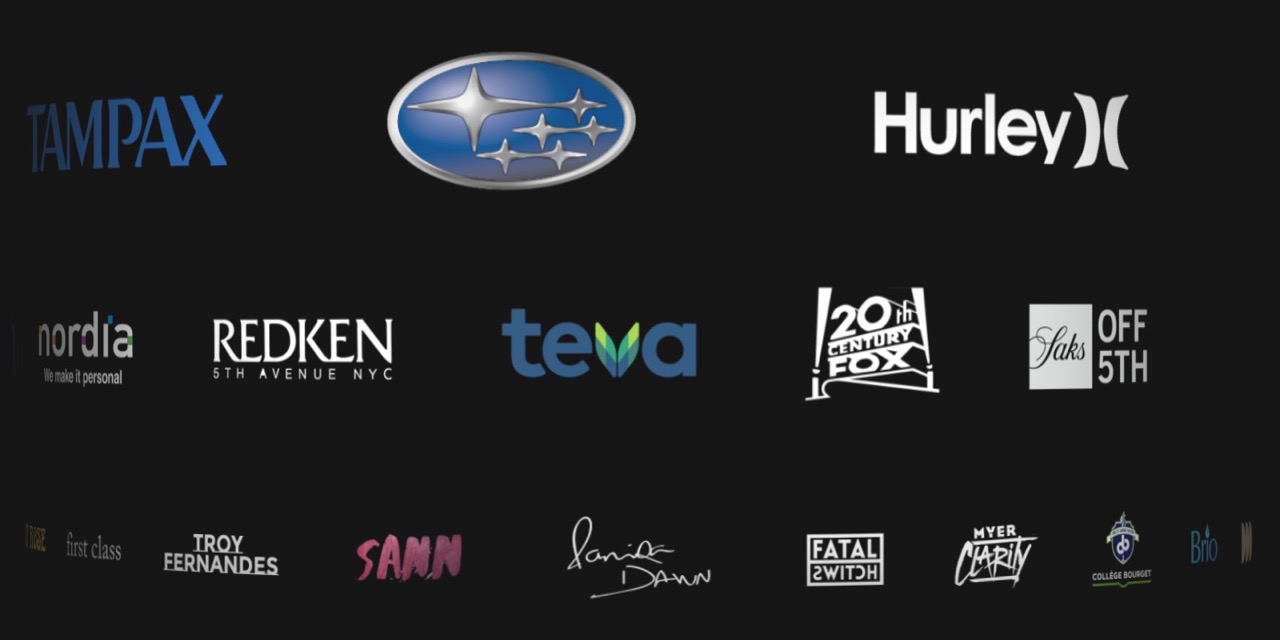 TAMPAX
Hurley
nordia
We make it personal
REDKEN
5TH AVENUE NYC
teva
20th
CENTURY
FOX
Saks
OFF
5TH
first class
TROY
FERNANDES
SAMN
DAWN
FATAL
SWITCH
MYER
CLARITY
COLLÈGE BOURGET
Brio